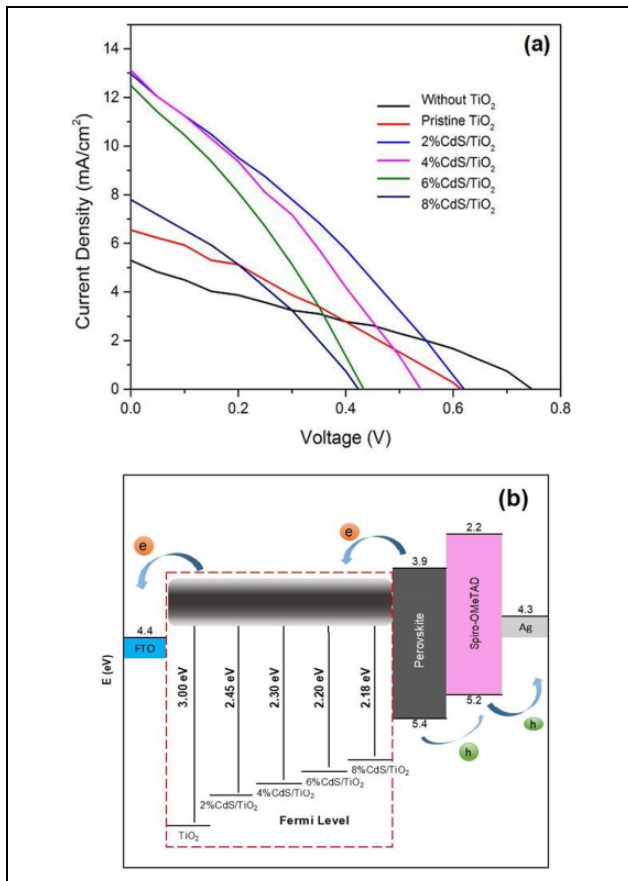 (a)
14
12
10
8
6
4
2
0
Current Density (mA/cm²)
Without TiO₂
Pristine TiO₂
2%CdS/TiO₂
4%CdS/TiO₂
6%CdS/TiO₂
8%CdS/TiO₂
0.0 0.2 0.4 0.6 0.8
Voltage (V)
(b)
E (eV)
e
e
4.4
FTO
3.00 eV
2.45 eV
2.30 eV
2.20 eV
2.18 eV
TiO₂
2%CdS/TiO₂
4%CdS/TiO₂
6%CdS/TiO₂
8%CdS/TiO₂
Fermi Level
3.9
Perovskite
5.4
2.2
Spiro-OMeTAD
5.2
4.3
Ag
h
h